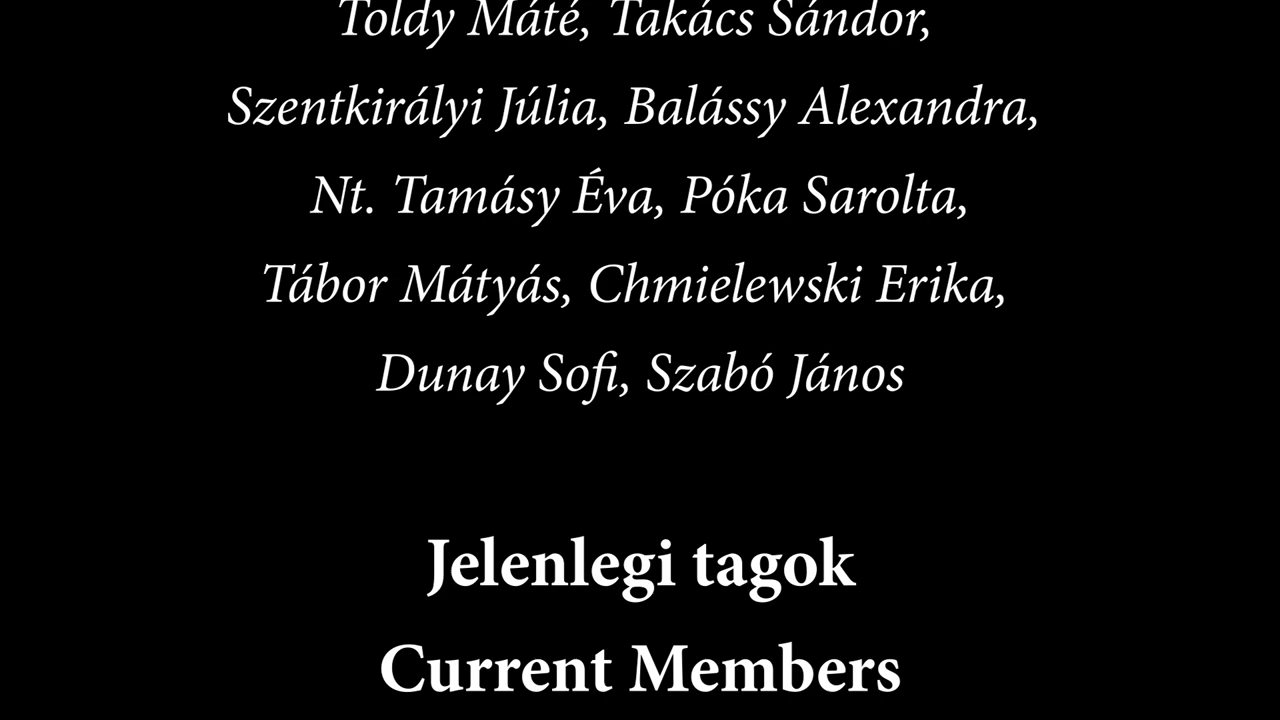 Toldy Máté, Takács Sándor,
Szentkirályi Júlia, Balássy Alexandra,
Nt. Tamásy Éva, Póka Sarolta,
Tábor Mátyás, Chmielewski Erika,
Dunay Sofi, Szabó János
Jelenlegi tagok
Current Members